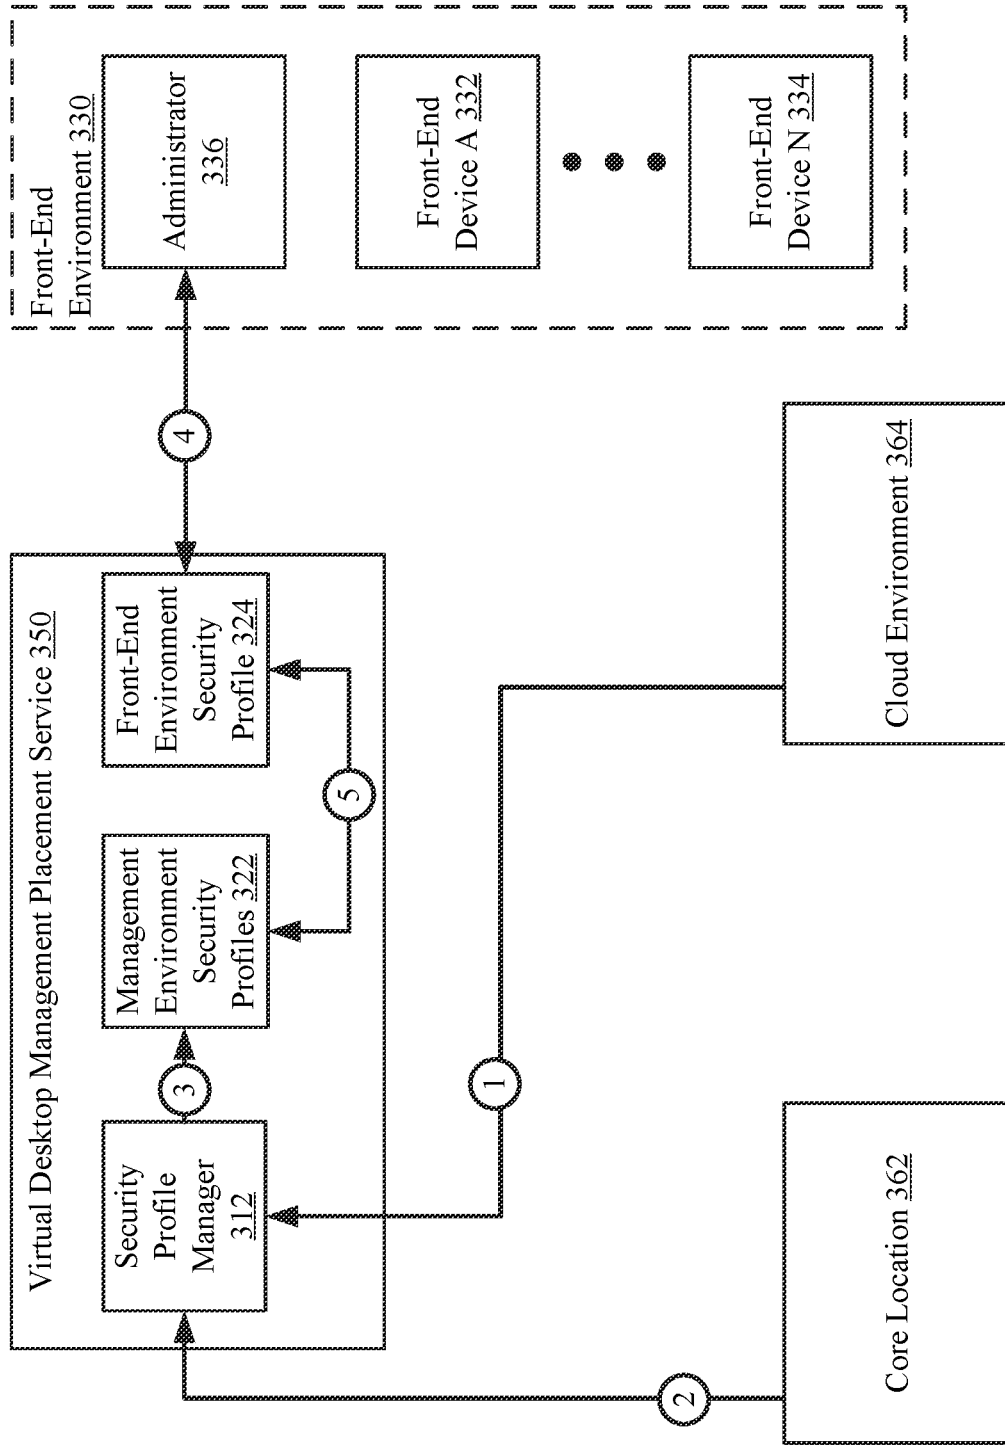 Virtual Desktop Management Placement Service 350
Security
Profile
Manager
312
3
Management
Environment
Security
Profiles 322
Front-End
Environment
Security
Profile 324
5
4
Front-End
Environment 330
Administrator
336
Front-End
Device A 332
Front-End
Device N 334
1
2
Core Location 362
Cloud Environment 364